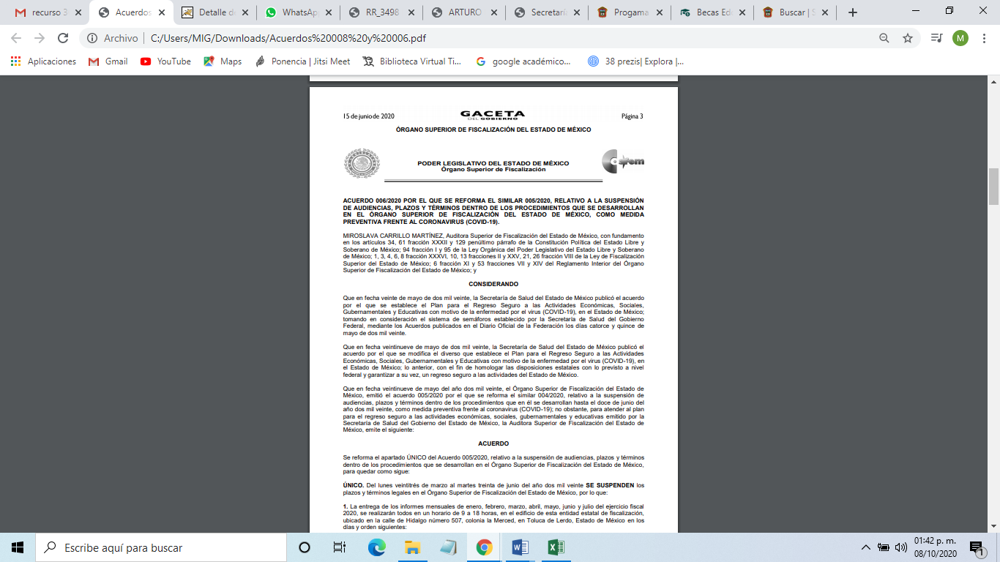 recurso 3
Acuerdos
Detalle d
WhatsAp
RR_3498
ARTURO
Secretarí
Progama
Becas Ed
Buscar | S
Archivo
C:/Users/MIG/Downloads/Acuerdos%20008%20y%20006.pdf
M
Aplicaciones
Gmail
YouTube
Maps
Ponencia | Jitsi Meet
Biblioteca Virtual Ti...
google académico...
38 prezis| Explora |...
15 de junio de 2020
GACETA
DEL GOBIERNO
Página 3
ÓRGANO SUPERIOR DE FISCALIZACIÓN DEL ESTADO DE MÉXICO
PODER LEGISLATIVO DEL ESTADO DE MÉXICO
Órgano Superior de Fiscalización
osfem
ACUERDO 006/2020 POR EL QUE SE REFORMA EL SIMILAR 005/2020, RELATIVO A LA SUSPENSIÓN
DE AUDIENCIAS, PLAZOS Y TÉRMINOS DENTRO DE LOS PROCEDIMIENTOS QUE SE DESARROLLAN
EN EL ÓRGANO SUPERIOR DE FISCALIZACIÓN DEL ESTADO DE MÉXICO, COMO MEDIDA
PREVENTIVA FRENTE AL CORONAVIRUS (COVID-19).
MIROSLAVA CARRILLO MARTÍNEZ, Auditora Superior de Fiscalización del Estado de México, con fundamento
en los artículos 34, 61 fracción XXXII y 129 penúltimo párrafo de la Constitución Política del Estado Libre y
Soberano de México; 94 fracción I y 95 de la Ley Orgánica del Poder Legislativo del Estado Libre y Soberano
de México; 1, 3, 4, 6, 8 fracción XXXVI, 10, 13 fracciones II y XXV, 21, 26 fracción VIII de la Ley de Fiscalización
Superior del Estado de México; 6 fracción XI y 53 fracciones VII y XIV del Reglamento Interior del Órgano
Superior de Fiscalización del Estado de México; y
CONSIDERANDO
Que en fecha veinte de mayo de dos mil veinte, la Secretaría de Salud del Estado de México publicó el acuerdo
por el que se establece el Plan para el Regreso Seguro a las Actividades Económicas, Sociales,
Gubernamentales y Educativas con motivo de la enfermedad por el virus (COVID-19), en el Estado de México;
tomando en consideración el sistema de semáforos establecido por la Secretaría de Salud del Gobierno
Federal, mediante los Acuerdos publicados en el Diario Oficial de la Federación los días catorce y quince de
mayo de dos mil veinte.
Que en fecha veintinueve de mayo de dos mil veinte, la Secretaría de Salud del Estado de México publicó el
acuerdo por el que se modifica el diverso que establece el Plan para el Regreso Seguro a las Actividades
Económicas, Sociales, Gubernamentales y Educativas con motivo de la enfermedad por el virus (COVID-19), en
el Estado de México; lo anterior, con el fin de homologar las disposiciones estatales con lo previsto a nivel
federal y garantizar a su vez, un regreso seguro a las actividades del Estado de México.
Que en fecha veintinueve de mayo del año dos mil veinte, el Órgano Superior de Fiscalización del Estado de
México, emitió el acuerdo 005/2020 por el que se reforma el similar 004/2020, relativo a la suspensión de
audiencias, plazos y términos dentro de los procedimientos que en él se desarrollan hasta el doce de junio del
año dos mil veinte, como medida preventiva frente al coronavirus (COVID-19); no obstante, para atender al plan
para el regreso seguro a las actividades económicas, sociales, gubernamentales y educativas emitido por la
Secretaría de Salud del Gobierno del Estado de México, la Auditora Superior de Fiscalización del Estado de
México, emite el siguiente:
ACUERDO
Se reforma el apartado ÚNICO del Acuerdo 005/2020, relativo a la suspensión de audiencias, plazos y términos
dentro de los procedimientos que se desarrollan en el Órgano Superior de Fiscalización del Estado de México,
para quedar como sigue:
ÚNICO. Del lunes veintitrés de marzo al martes treinta de junio del año dos mil veinte SE SUSPENDEN los
plazos y términos legales en el Órgano Superior de Fiscalización del Estado de México, por lo que:
1. La entrega de los informes mensuales de enero, febrero, marzo, abril, mayo, junio y julio del ejercicio fiscal
2020, se realizarán todos en un horario de 9 a 18 horas, en el edificio de esta entidad estatal de fiscalización,
ubicado en la calle de Hidalgo número 507, colonia la Merced, en Toluca de Lerdo, Estado de México en los
días y orden siguientes:
Escribe aquí para buscar
01:42 p. m.
08/10/2020
1